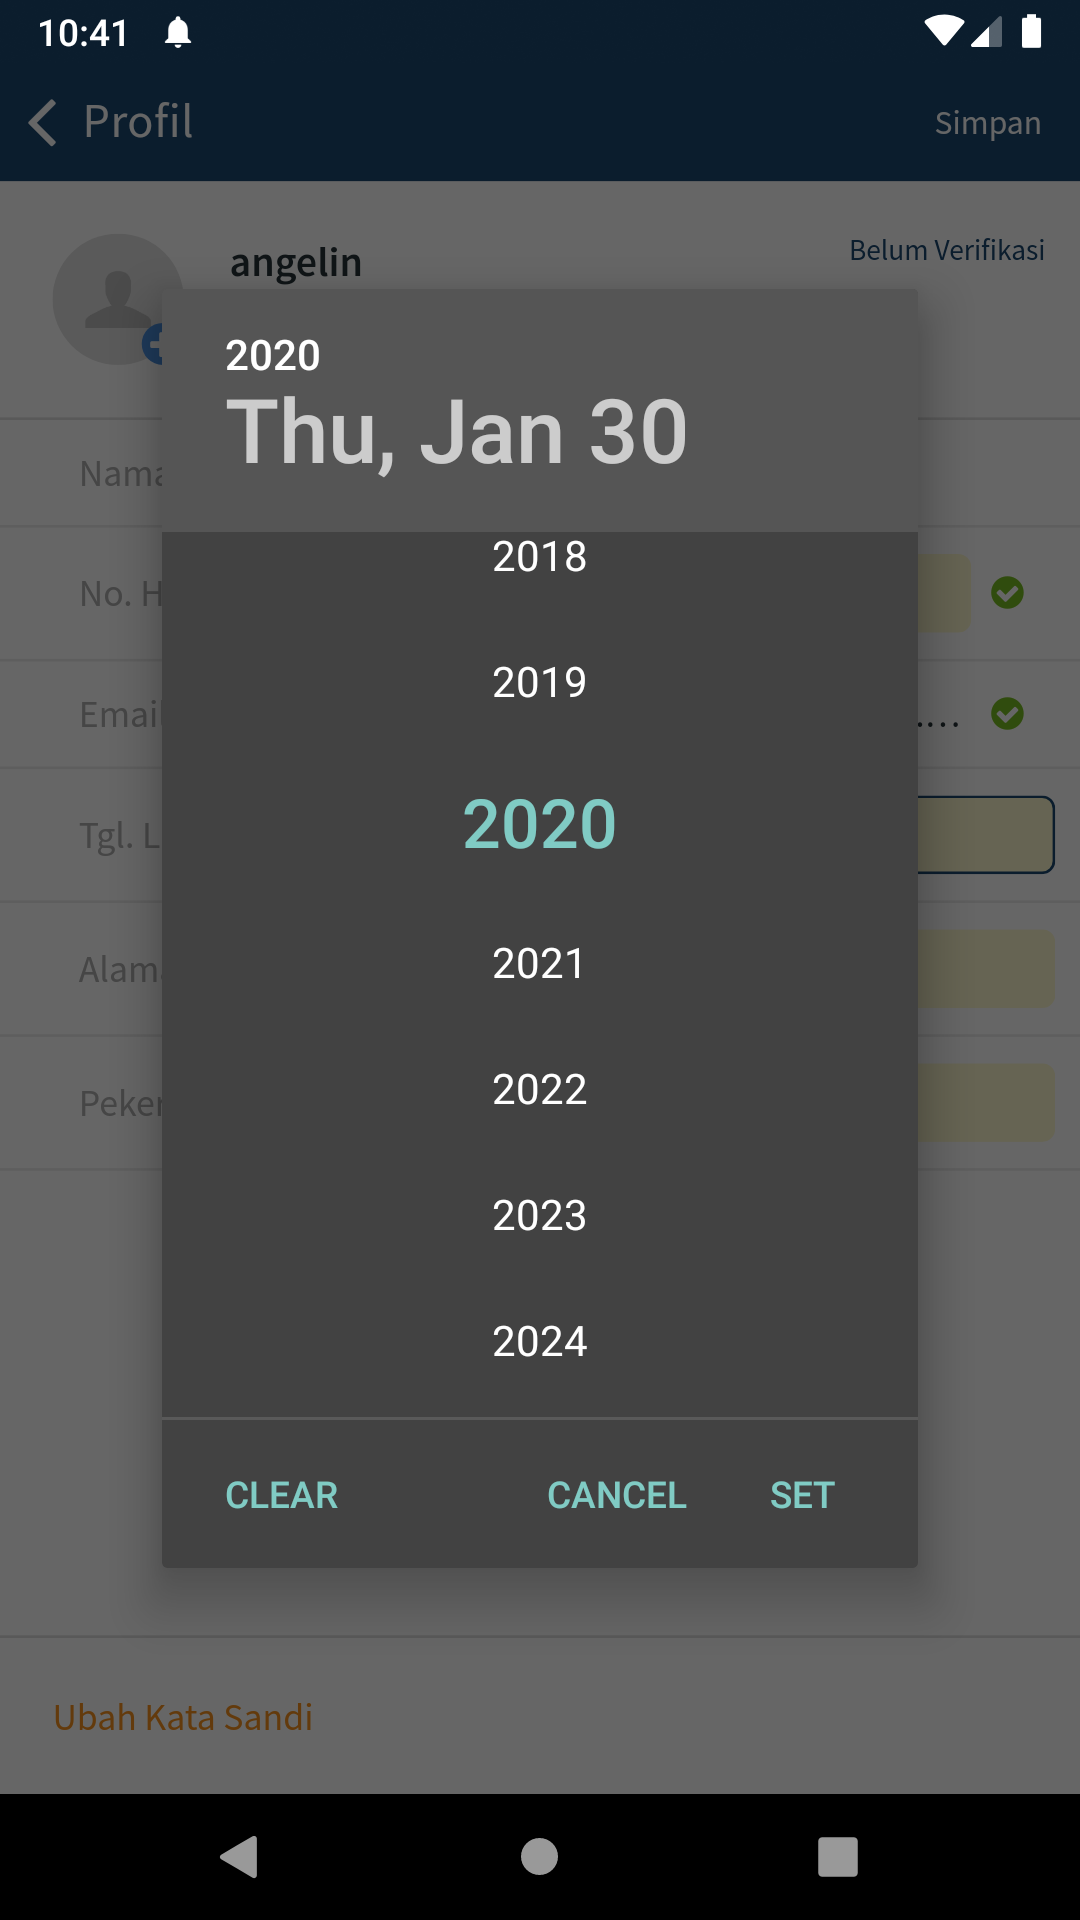 10:41
Profil
Simpan
angelin
Belum Verifikasi
2020
Thu, Jan 30
Nama
2018
No. H
2019
Email
...
2020
Tgl. L
2021
Alam
2022
Peker
2023
2024
CLEAR
CANCEL
SET
Ubah Kata Sandi